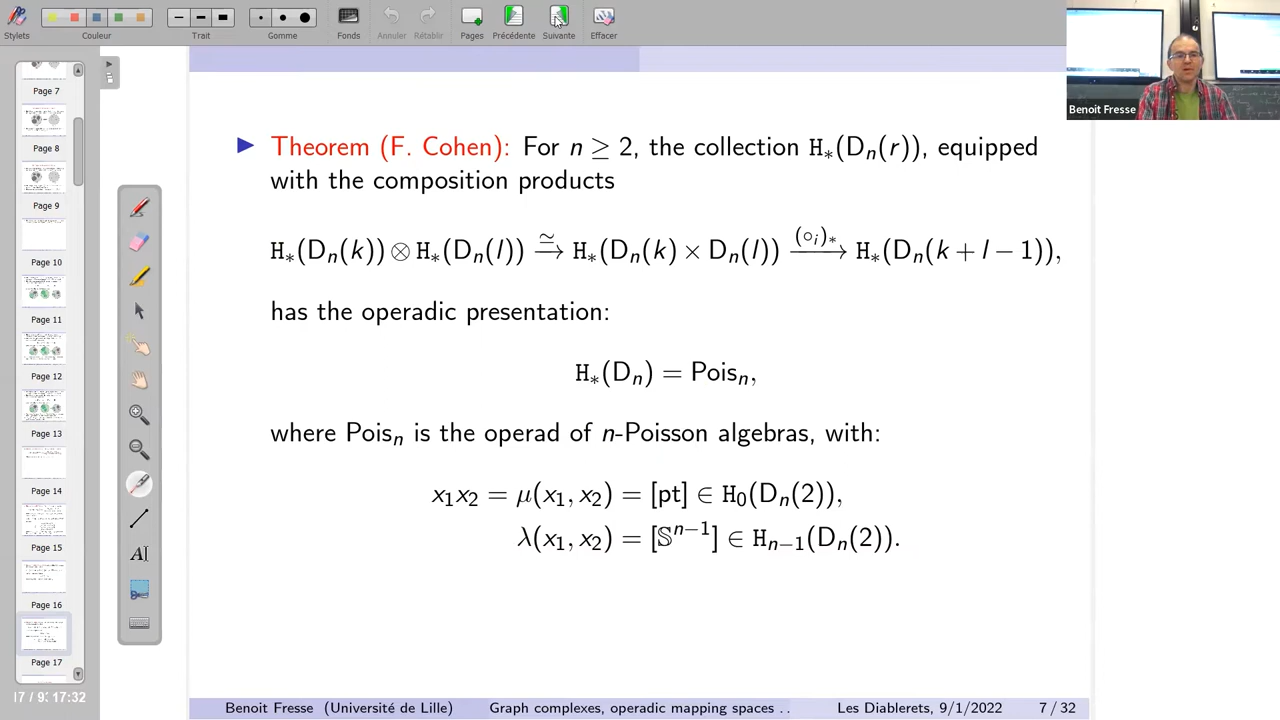 Stylets
Couleur
Trait
Gomme
Fonds
Annuler
Rétablir
Pages
Précédente
Suivante
Effacer
Benoit Fresse
Page 7
Page 8
Page 9
Page 10
Page 11
Page 12
Page 13
Page 14
Page 15
Page 16
Page 17
Theorem (F. Cohen): For n ≥ 2, the collection H∗(Dn(r)), equipped
with the composition products
H∗(Dn(k)) ⊗ H∗(Dn(l)) ≃→ H∗(Dn(k) × Dn(l)) (∘i)∗→ H∗(Dn(k + l − 1)),
has the operadic presentation:
H∗(Dn) = Poisn,
where Poisn is the operad of n-Poisson algebras, with:
x1x2 = μ(x1, x2) = [pt] ∈ H0(Dn(2)),
λ(x1, x2) = [𝕊n−1] ∈ Hn−1(Dn(2)).
17:32
Benoit Fresse (Université de Lille)
Graph complexes, operadic mapping spaces ..
Les Diablerets, 9/1/2022
7 / 32